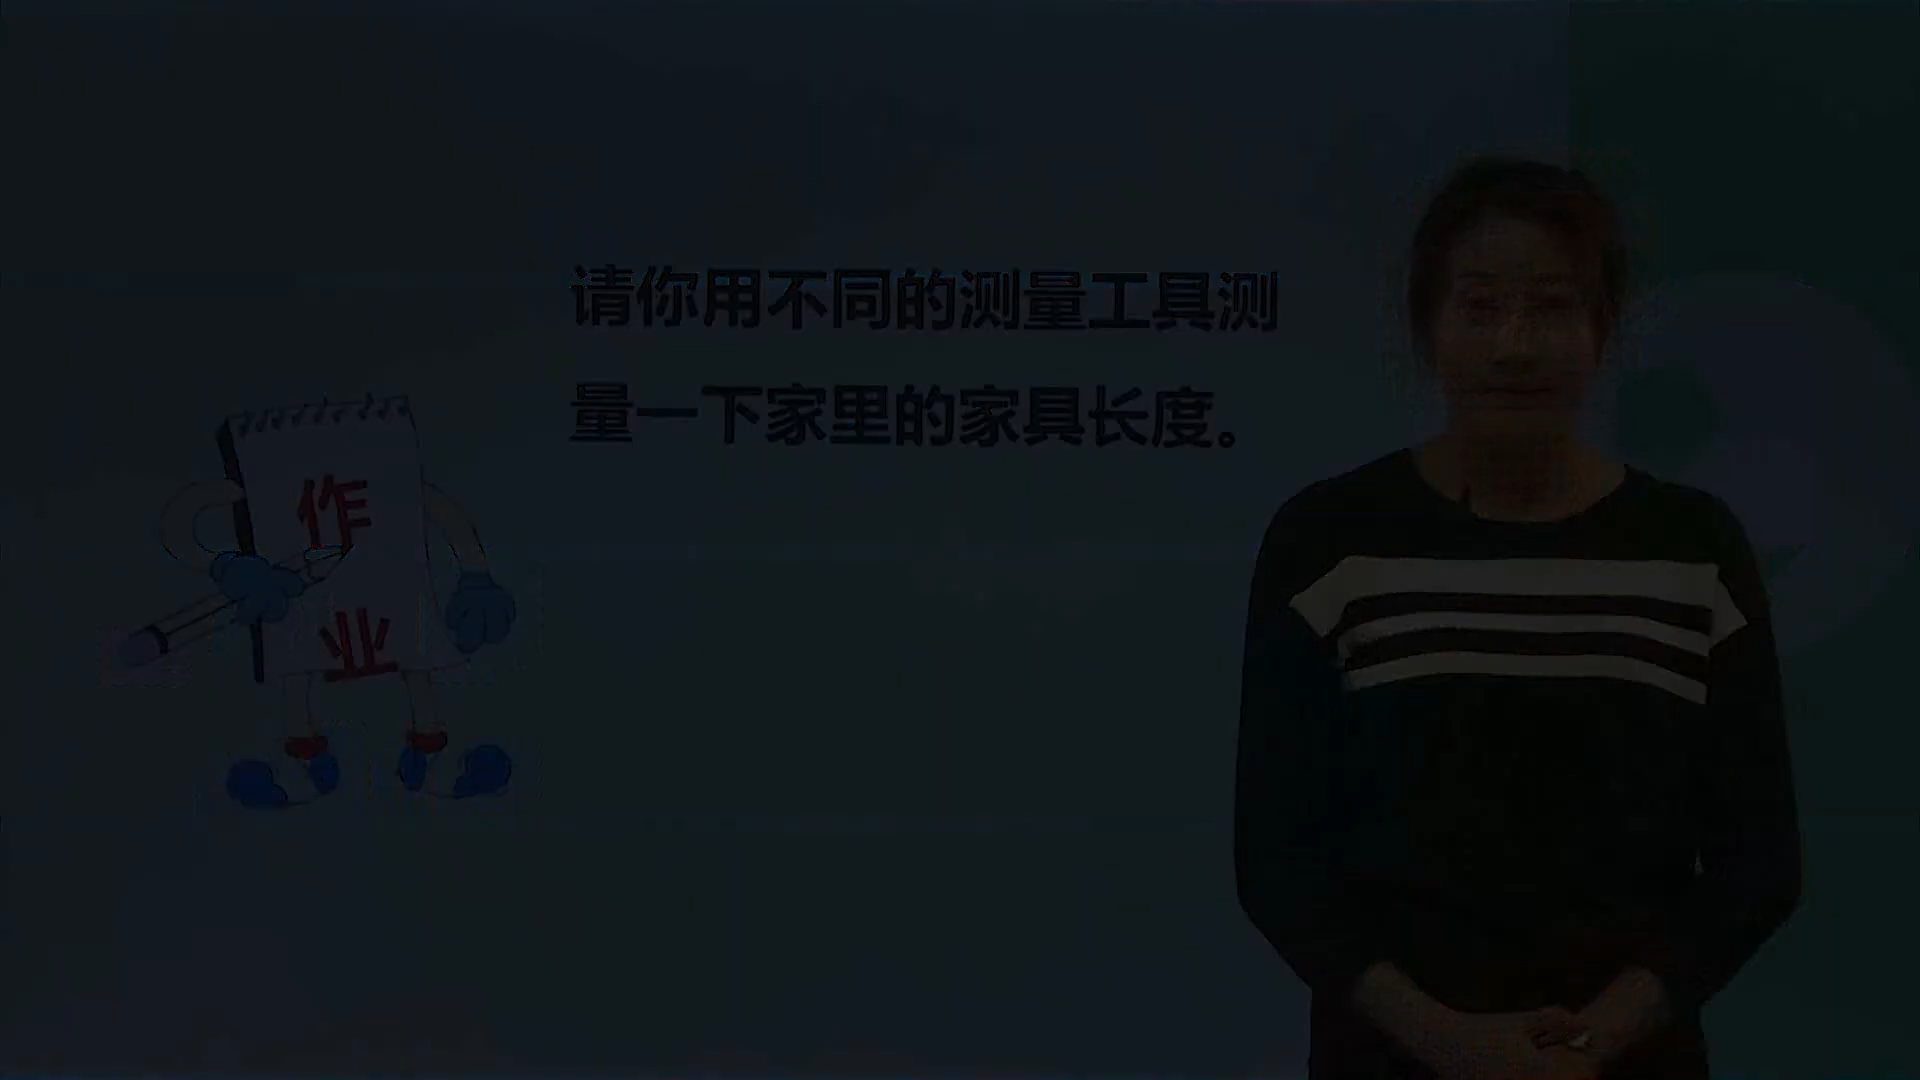 请你用不同的测量工具测
量一下家里的家具长度。
作
业